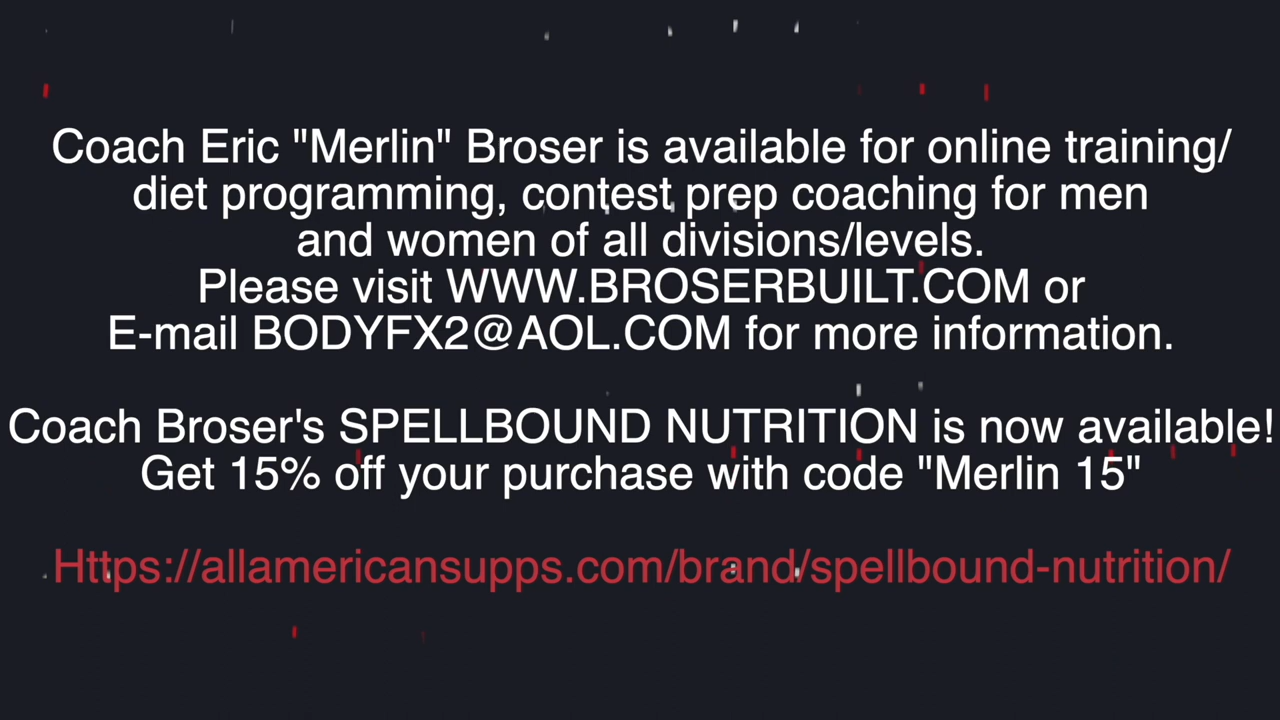 Coach Eric "Merlin" Broser is available for online training/
diet programming, contest prep coaching for men
and women of all divisions/levels.
Please visit WWW.BROSERBUILT.COM or
E-mail BODYFX2@AOL.COM for more information.
Coach Broser's SPELLBOUND NUTRITION is now available!
Get 15% off your purchase with code "Merlin 15"
Https://allamericansupps.com/brand/spellbound-nutrition/